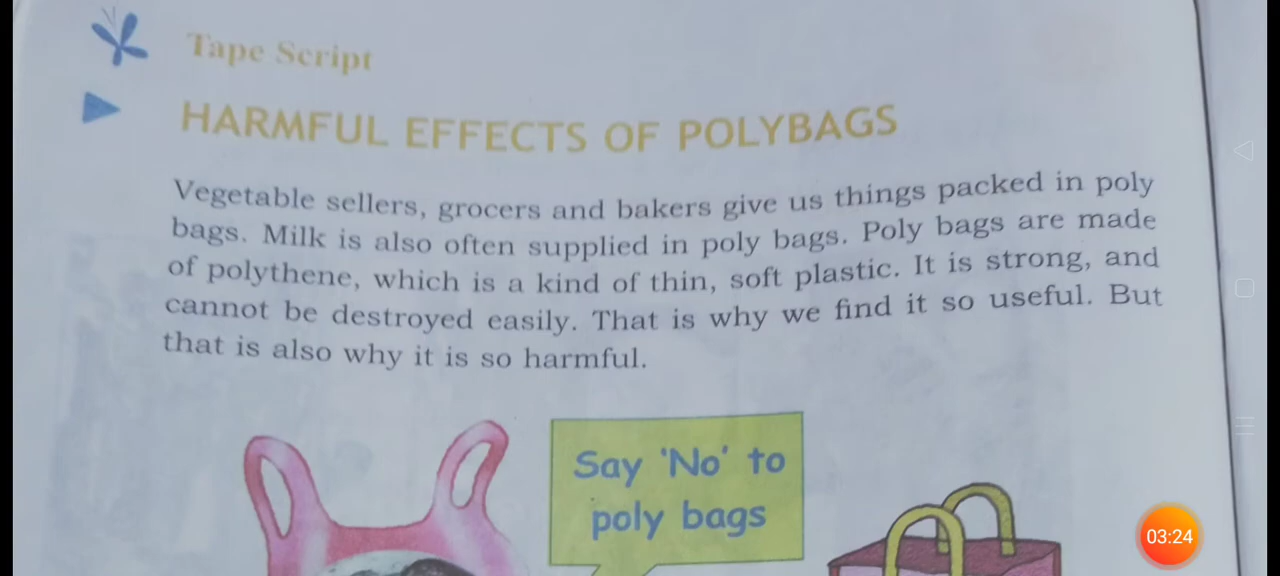 Tape Script
HARMFUL EFFECTS OF POLYBAGS
Vegetable sellers, grocers and bakers give us things packed in poly
bags. Milk is also often supplied in poly bags. Poly bags are made
of polythene, which is a kind of thin, soft plastic. It is strong, and
cannot be destroyed easily. That is why we find it so useful. But
that is also why it is so harmful.
Say 'No' to
poly bags
03:24